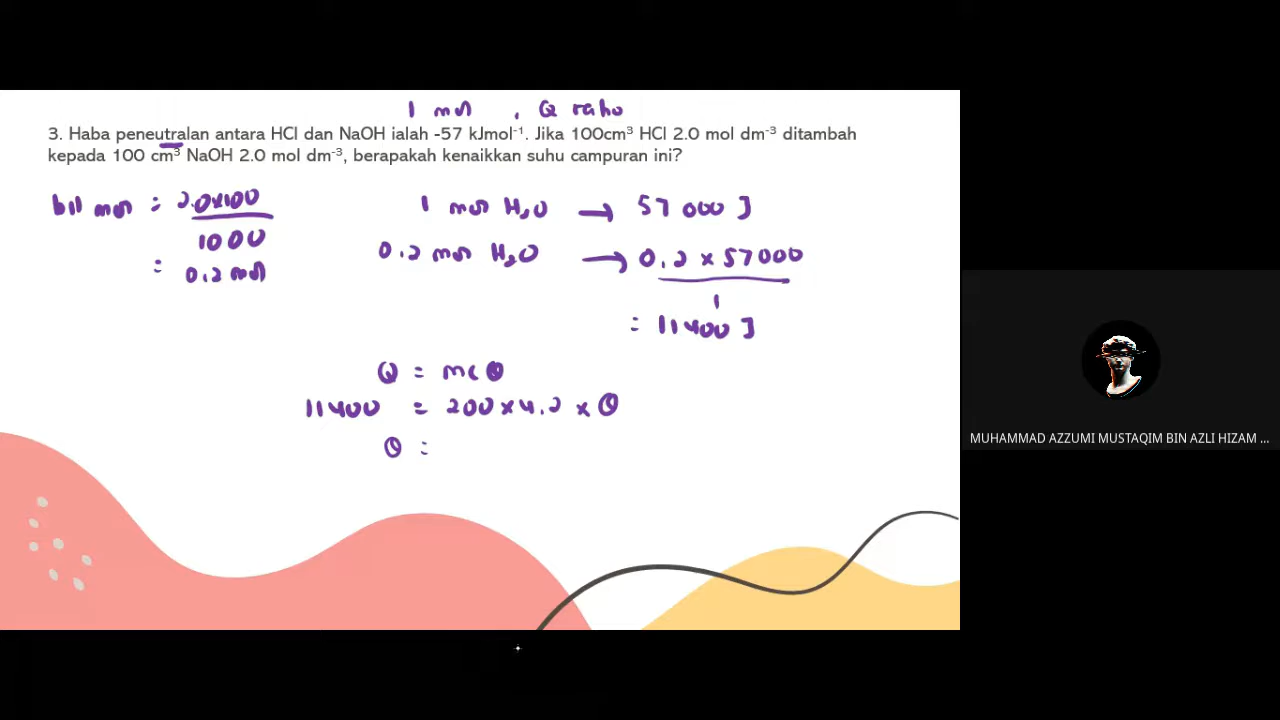 1 mol , Q
3. Haba peneutralan antara HCl dan NaOH ialah -57 kJmol⁻¹. Jika 100cm³ HCl 2.0 mol dm⁻³ ditambah
kepada 100 cm³ NaOH 2.0 mol dm⁻³, berapakah kenaikkan suhu campuran ini?
bil mol = 2.0x100
1000
= 0.2 mol
1 mol H₂O → 57 000 J
0.2 mol H₂O → 0.2 x 57000
1
= 11400 J
Q = mcθ
11400 = 200 x 4.2 x θ
θ =
MUHAMMAD AZZUMI MUSTAQIM BIN AZLI HIZAM ...